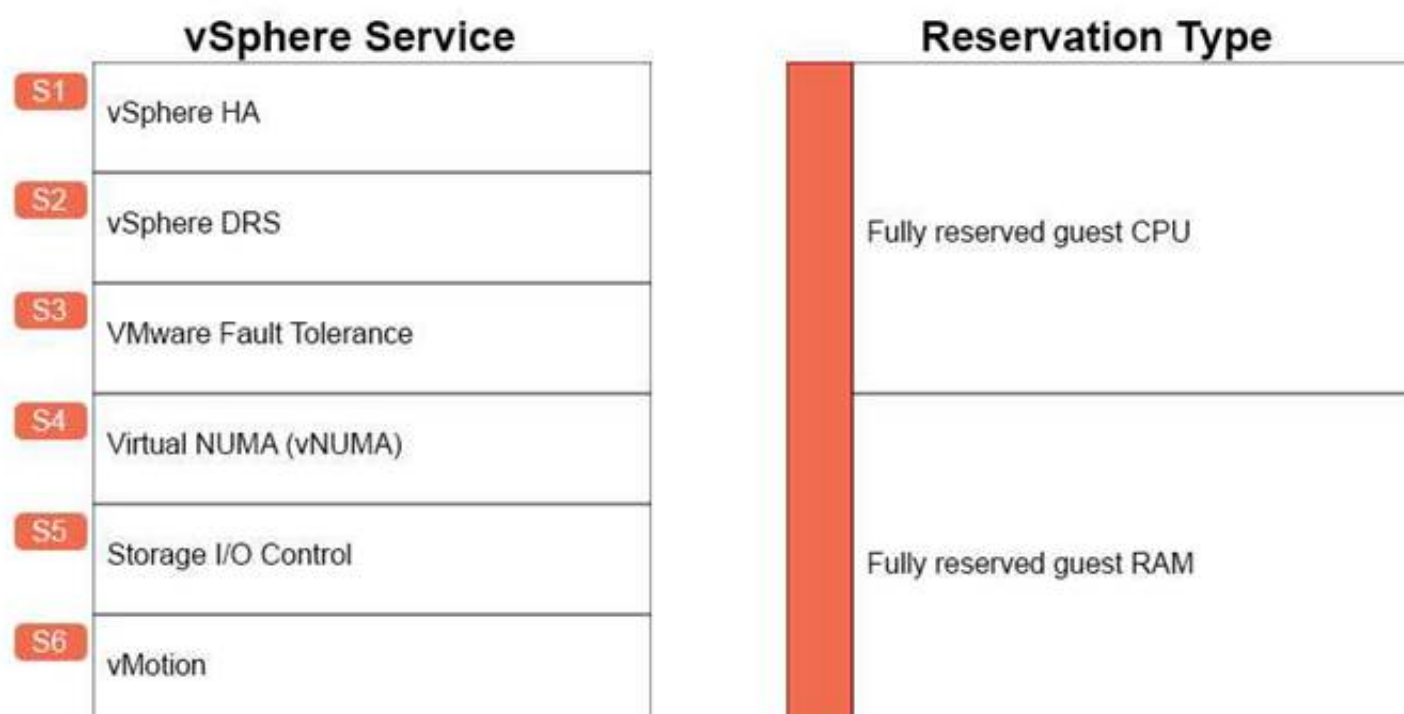 vSphere Service
S1
vSphere HA
S2
vSphere DRS
S3
VMware Fault Tolerance
S4
Virtual NUMA (vNUMA)
S5
Storage I/O Control
S6
vMotion
Reservation Type
Fully reserved guest CPU
Fully reserved guest RAM